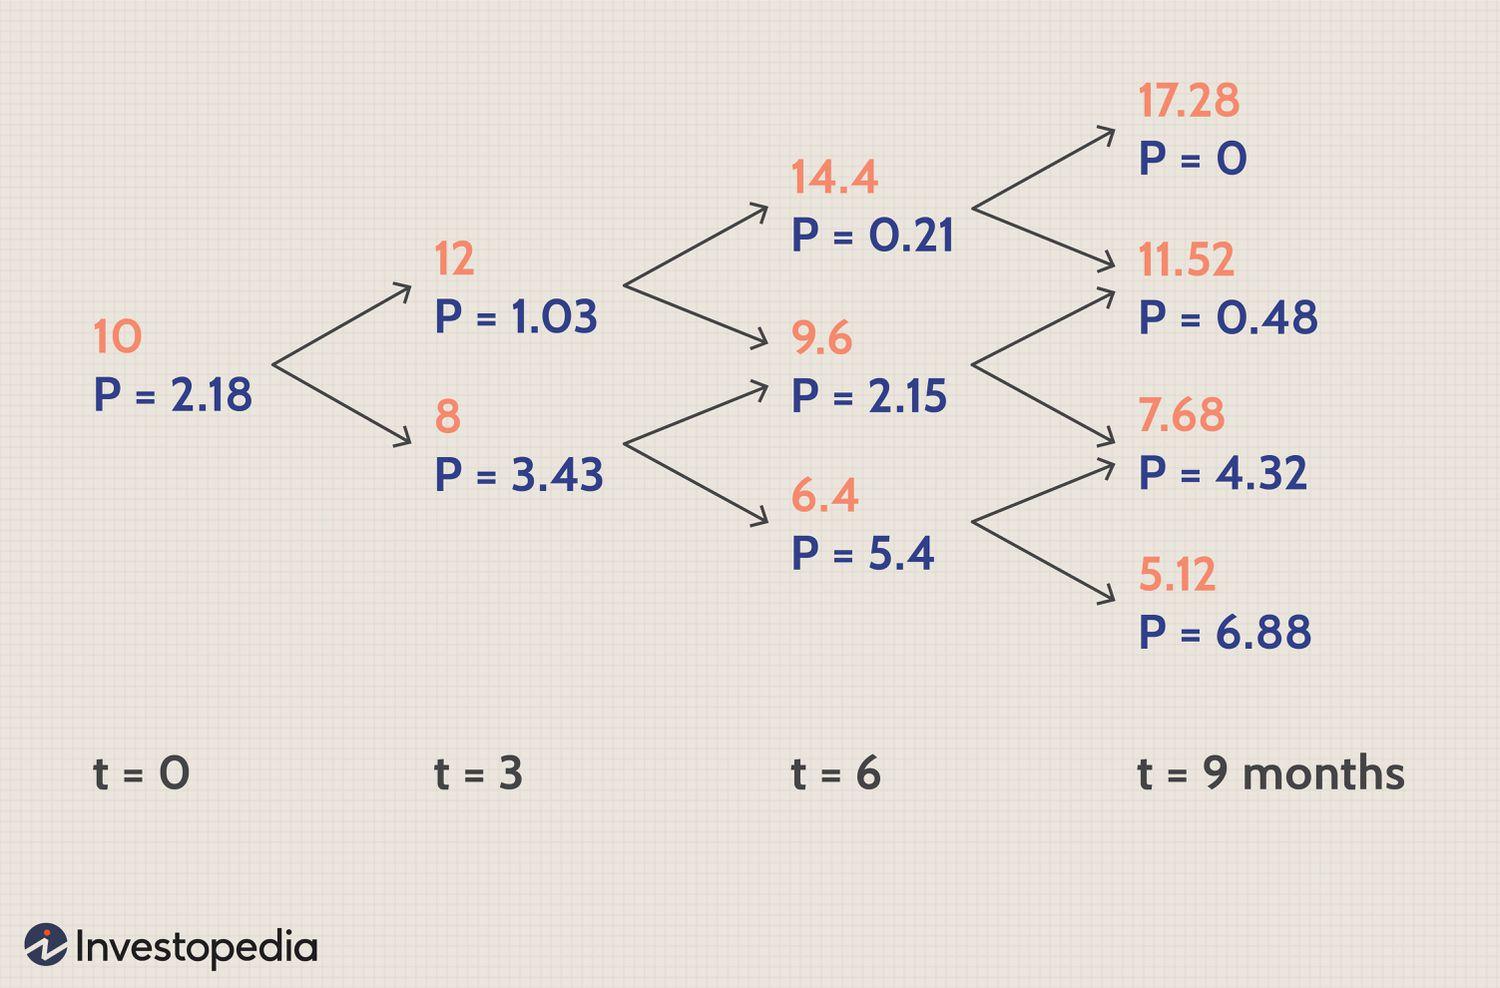 10
P = 2.18
12
P = 1.03
8
P = 3.43
14.4
P = 0.21
9.6
P = 2.15
6.4
P = 5.4
17.28
P = 0
11.52
P = 0.48
7.68
P = 4.32
5.12
P = 6.88
t = 0
t = 3
t = 6
t = 9 months
Investopedia